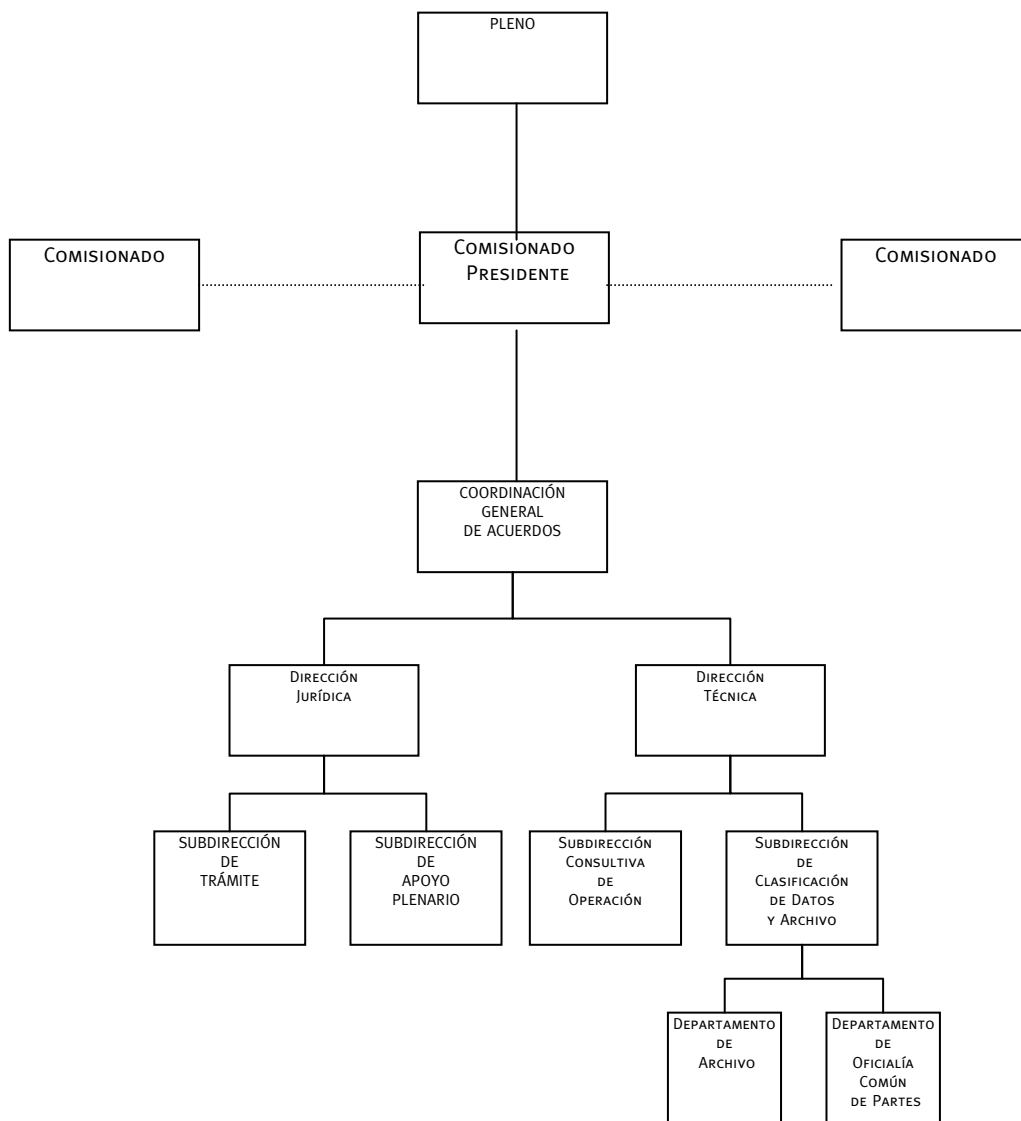 PLENO
COMISIONADO
COMISIONADO
PRESIDENTE
COMISIONADO
COORDINACIÓN
GENERAL
DE ACUERDOS
DIRECCIÓN
JURÍDICA
DIRECCIÓN
TÉCNICA
SUBDIRECCIÓN
DE
TRÁMITE
SUBDIRECCIÓN
DE
APOYO
PLENARIO
SUBDIRECCIÓN
CONSULTIVA
DE
OPERACIÓN
SUBDIRECCIÓN
DE
CLASIFICACIÓN
DE DATOS
Y ARCHIVO
DEPARTAMENTO
DE
ARCHIVO
DEPARTAMENTO
DE
OFICIALÍA
COMÚN
DE PARTES